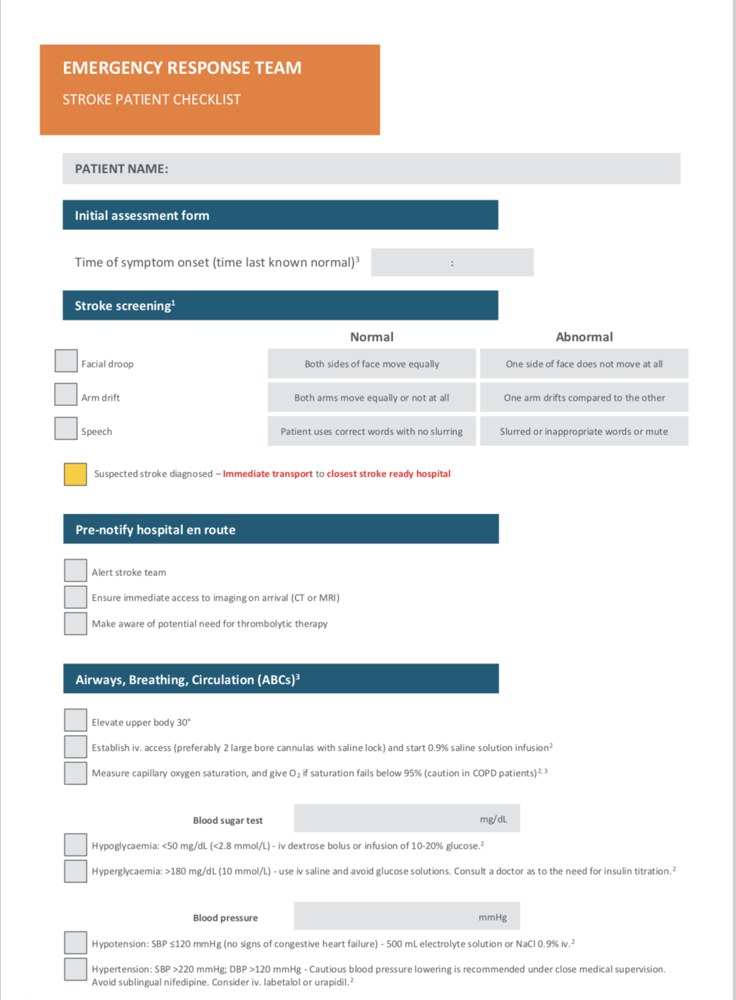 EMERGENCY RESPONSE TEAM
STROKE PATIENT CHECKLIST
PATIENT NAME:
Initial assessment form
Time of symptom onset (time last known normal)³ :
Stroke screening¹
Normal Abnormal
Facial droop Both sides of face move equally One side of face does not move at all
Arm drift Both arms move equally or not at all One arm drifts compared to the other
Speech Patient uses correct words with no slurring Slurred or inappropriate words or mute
Suspected stroke diagnosed – Immediate transport to closest stroke ready hospital
Pre-notify hospital en route
Alert stroke team
Ensure immediate access to imaging on arrival (CT or MRI)
Make aware of potential need for thrombolytic therapy
Airways, Breathing, Circulation (ABCs)³
Elevate upper body 30°
Establish iv. access (preferably 2 large bore cannulas with saline lock) and start 0.9% saline solution infusion²
Measure capillary oxygen saturation, and give O₂ if saturation fails below 95% (caution in COPD patients)²,³
Blood sugar test mg/dL
Hypoglycaemia: <50 mg/dL (<2.8 mmol/L) - iv dextrose bolus or infusion of 10-20% glucose.²
Hyperglycaemia: >180 mg/dL (10 mmol/L) - use iv saline and avoid glucose solutions. Consult a doctor as to the need for insulin titration.²
Blood pressure mmHg
Hypotension: SBP ≤120 mmHg (no signs of congestive heart failure) - 500 mL electrolyte solution or NaCl 0.9% iv.²
Hypertension: SBP >220 mmHg; DBP >120 mmHg - Cautious blood pressure lowering is recommended under close medical supervision.
Avoid sublingual nifedipine. Consider iv. labetalol or urapidil.²